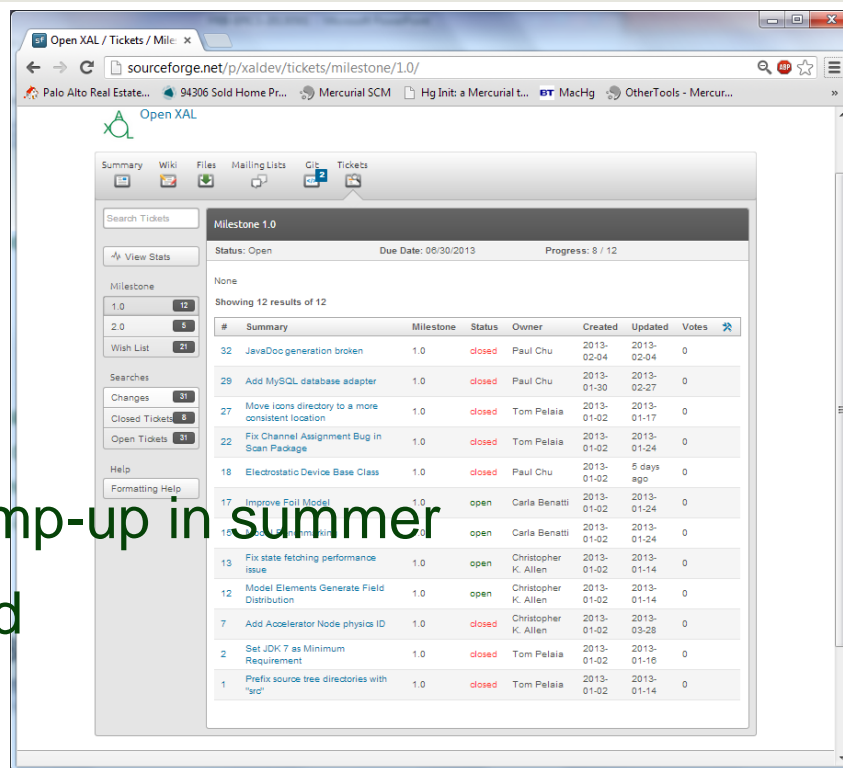 Open XAL / Tickets / Mile
sourceforge.net/p/xaldev/tickets/milestone/1.0/
Palo Alto Real Estate... 94306 Sold Home Pr... Mercurial SCM Hg Init: a Mercurial t... BT MacHg OtherTools - Mercur... »
Open XAL
Summary Wiki Files Mailing Lists Git Tickets
2
Search Tickets
View Stats
Milestone
1.0 12
2.0 5
Wish List 21
Searches
Changes 31
Closed Tickets 8
Open Tickets 31
Help
Formatting Help
Milestone 1.0
Status: Open Due Date: 06/30/2013 Progress: 8 / 12
None
Showing 12 results of 12
# Summary Milestone Status Owner Created Updated Votes
32 JavaDoc generation broken 1.0 closed Paul Chu 2013-02-04 2013-02-04 0
29 Add MySQL database adapter 1.0 closed Paul Chu 2013-01-30 2013-02-27 0
27 Move icons directory to a more consistent location 1.0 closed Tom Pelaia 2013-01-02 2013-01-17 0
22 Fix Channel Assignment Bug in Scan Package 1.0 closed Tom Pelaia 2013-01-02 2013-01-24 0
18 Electrostatic Device Base Class 1.0 closed Paul Chu 2013-01-02 5 days ago 0
17 Improve Foil Model 1.0 open Carla Benatti 2013-01-02 2013-01-24 0
15 1.0 open Carla Benatti 2013-01-02 2013-01-24 0
13 Fix state fetching performance issue 1.0 open Christopher K. Allen 2013-01-02 2013-01-14 0
12 Model Elements Generate Field Distribution 1.0 open Christopher K. Allen 2013-01-02 2013-01-14 0
7 Add Accelerator Node physics ID 1.0 closed Christopher K. Allen 2013-01-02 2013-03-28 0
2 Set JDK 7 as Minimum Requirement 1.0 closed Tom Pelaia 2013-01-02 2013-01-16 0
1 Prefix source tree directories with "src" 1.0 closed Tom Pelaia 2013-01-02 2013-01-14 0
mp-up in summer
d